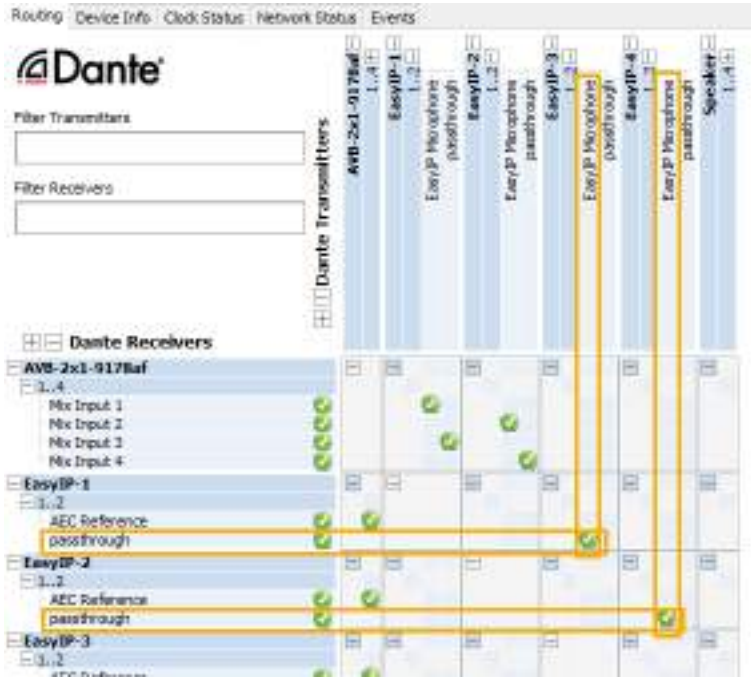 Routing Device Info Clock Status Network Status Events
Dante
Filter Transmitters
Filter Receivers
Dante Transmitters
AVB-2x1-9178af
1..4
EasyIP-1
1..2
EasyIP Microphone
passthrough
EasyIP-2
1..2
EasyIP Microphone
passthrough
EasyIP-3
1..2
EasyIP Microphone
passthrough
EasyIP-4
1..2
EasyIP Microphone
passthrough
Speaker
1..4
Dante Receivers
AVB-2x1-9178af
1..4
Mix Input 1
Mix Input 2
Mix Input 3
Mix Input 4
EasyIP-1
1..2
AEC Reference
passthrough
EasyIP-2
1..2
AEC Reference
passthrough
EasyIP-3
1..2
AEC Reference